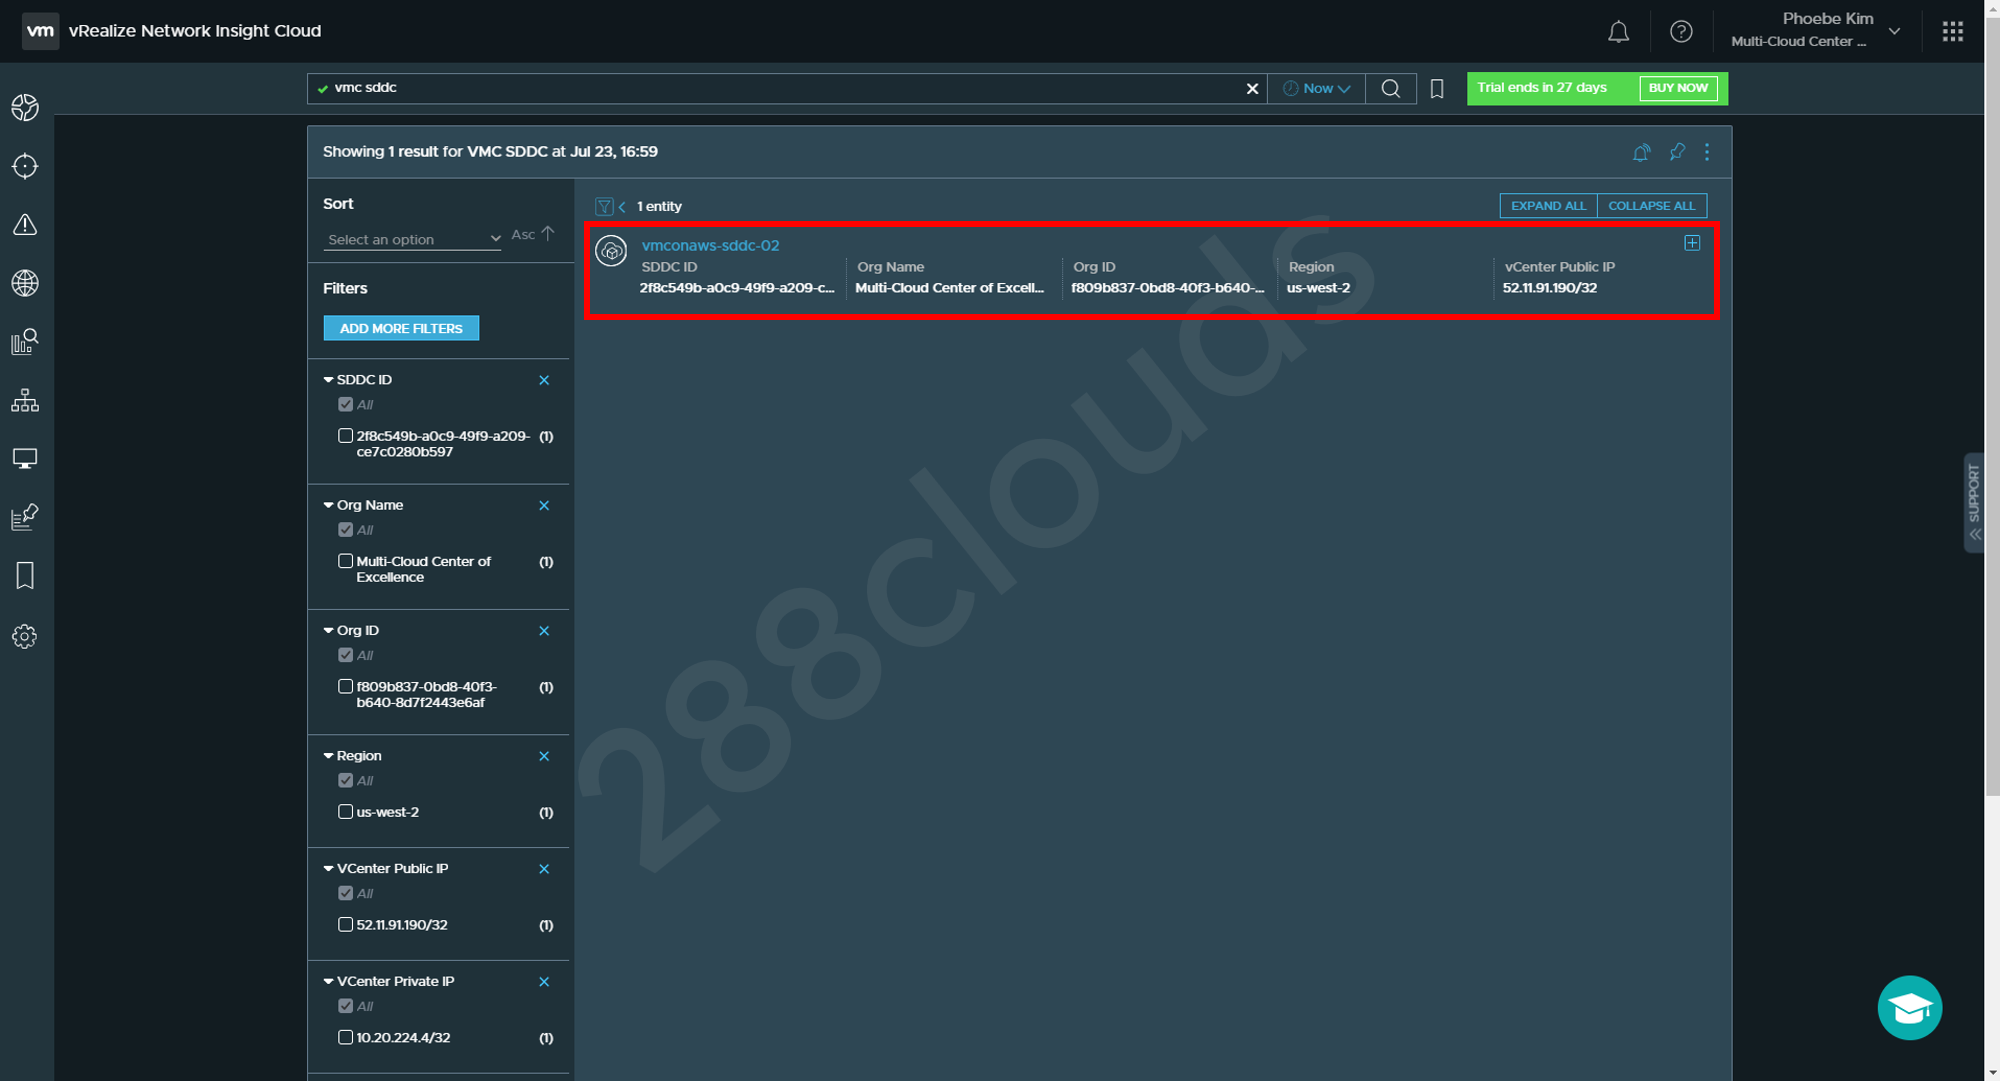 vm vRealize Network Insight Cloud
Phoebe Kim
Multi-Cloud Center ...
vmc sddc
Now
Trial ends in 27 days
BUY NOW
Showing 1 result for VMC SDDC at Jul 23, 16:59
Sort
Select an option
Asc
Filters
ADD MORE FILTERS
SDDC ID
All
2f8c549b-a0c9-49f9-a209-
ce7c0280b597
(1)
Org Name
All
Multi-Cloud Center of
Excellence
(1)
Org ID
All
f809b837-0bd8-40f3-
b640-8d7f2443e6af
(1)
Region
All
us-west-2
(1)
VCenter Public IP
All
52.11.91.190/32
(1)
VCenter Private IP
All
10.20.224.4/32
(1)
1 entity
EXPAND ALL
COLLAPSE ALL
vmconaws-sddc-02
SDDC ID
2f8c549b-a0c9-49f9-a209-c...
Org Name
Multi-Cloud Center of Excell...
Org ID
f809b837-0bd8-40f3-b640-...
Region
us-west-2
vCenter Public IP
52.11.91.190/32
288clouds
SUPPORT